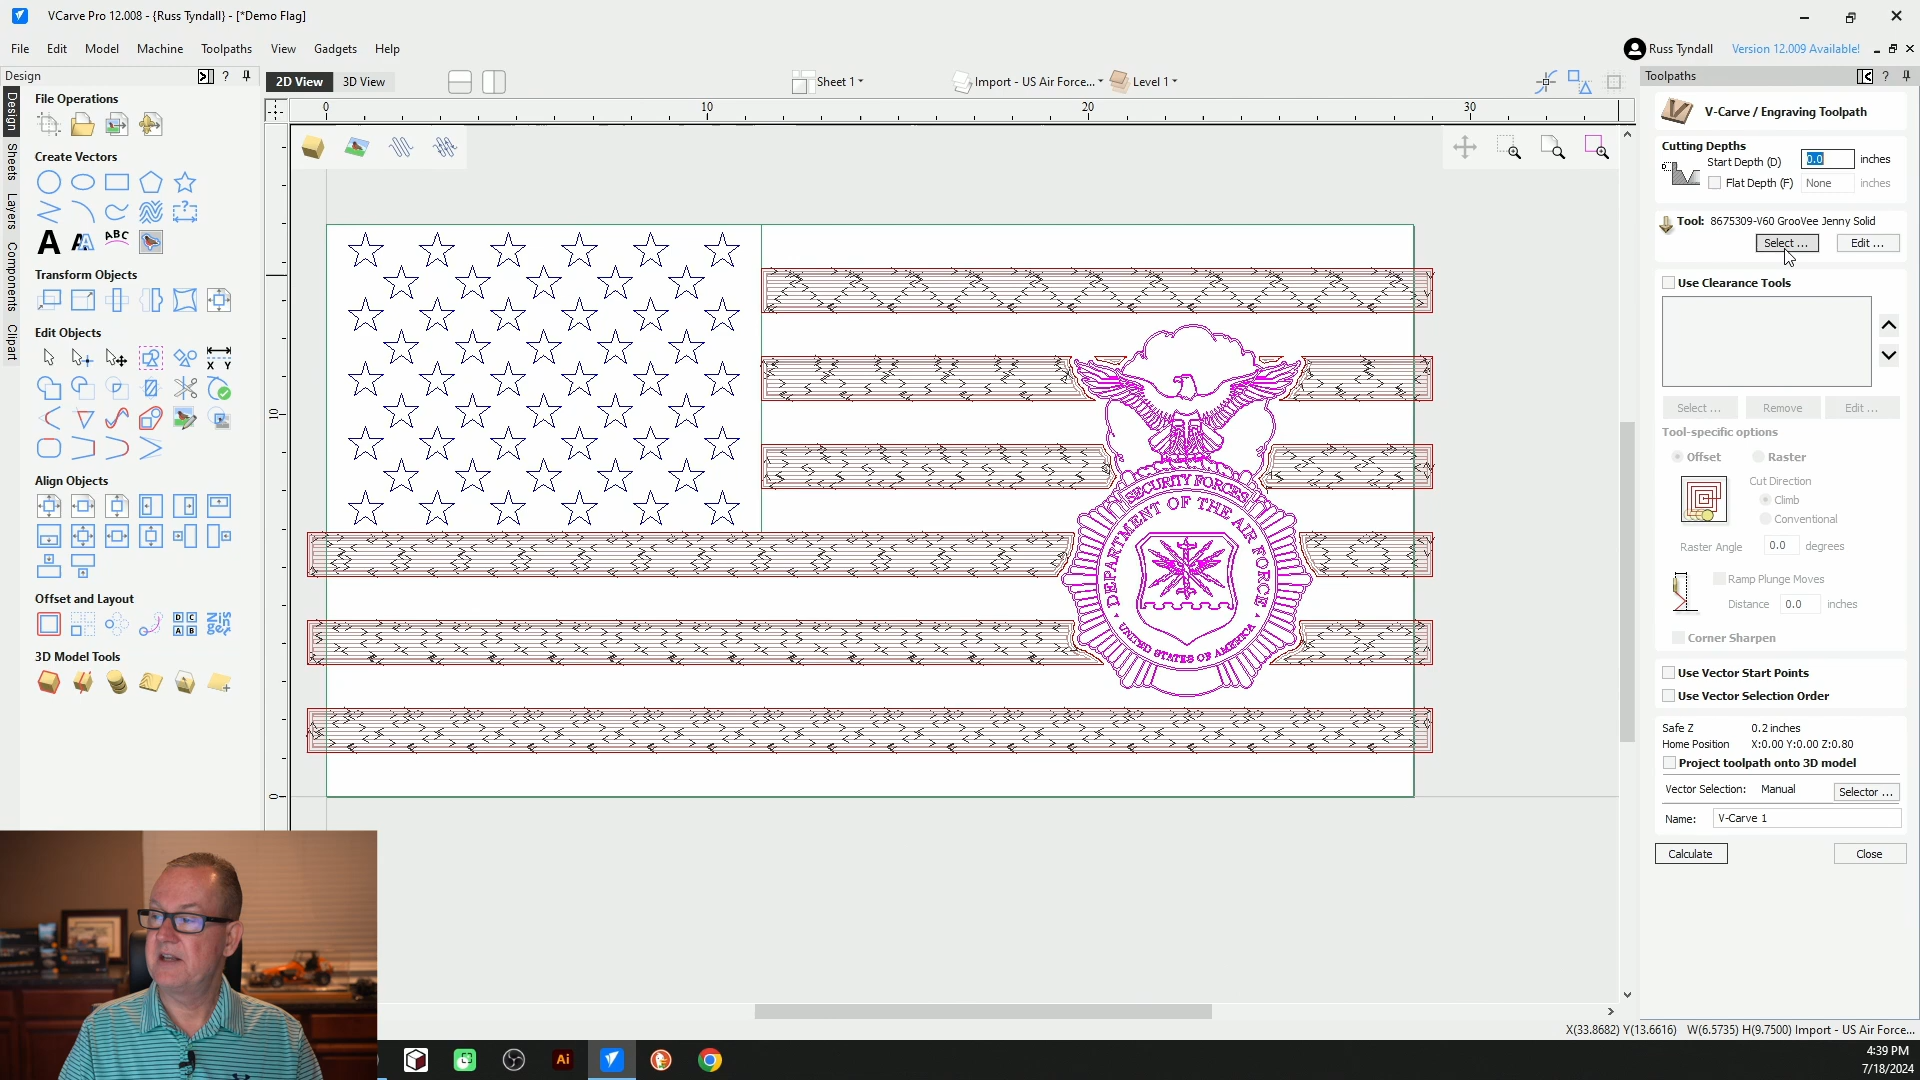 VCarve Pro 12.008 - {Russ Tyndall} - [*Demo Flag]
File Edit Model Machine Toolpaths View Gadgets Help
Russ Tyndall Version 12.009 Available!
Design
2D View 3D View
Sheet 1
Import - US Air Force...
Level 1
Toolpaths
Design
Sheets
Layers
Components
Clipart
File Operations
Create Vectors
ABC
Transform Objects
Edit Objects
X Y
Align Objects
Offset and Layout
3D Model Tools
0 10 20 30
10
0
SECURITY FORCES
DEPARTMENT OF THE AIR FORCE
UNITED STATES OF AMERICA
V-Carve / Engraving Toolpath
Cutting Depths
Start Depth (D) 0.0 inches
Flat Depth (F) None inches
Tool: 8675309-V60 GrooVee Jenny Solid
Select ... Edit ...
Use Clearance Tools
Select ... Remove Edit ...
Tool-specific options
Offset Raster
Cut Direction
Climb
Conventional
Raster Angle 0.0 degrees
Ramp Plunge Moves
Distance 0.0 inches
Corner Sharpen
Use Vector Start Points
Use Vector Selection Order
Safe Z 0.2 inches
Home Position X:0.00 Y:0.00 Z:0.80
Project toolpath onto 3D model
Vector Selection: Manual Selector ...
Name: V-Carve 1
Calculate Close
X(33.8682) Y(13.6616) W(6.5735) H(9.7500) Import - US Air Force...
Ai
4:39 PM
7/18/2024